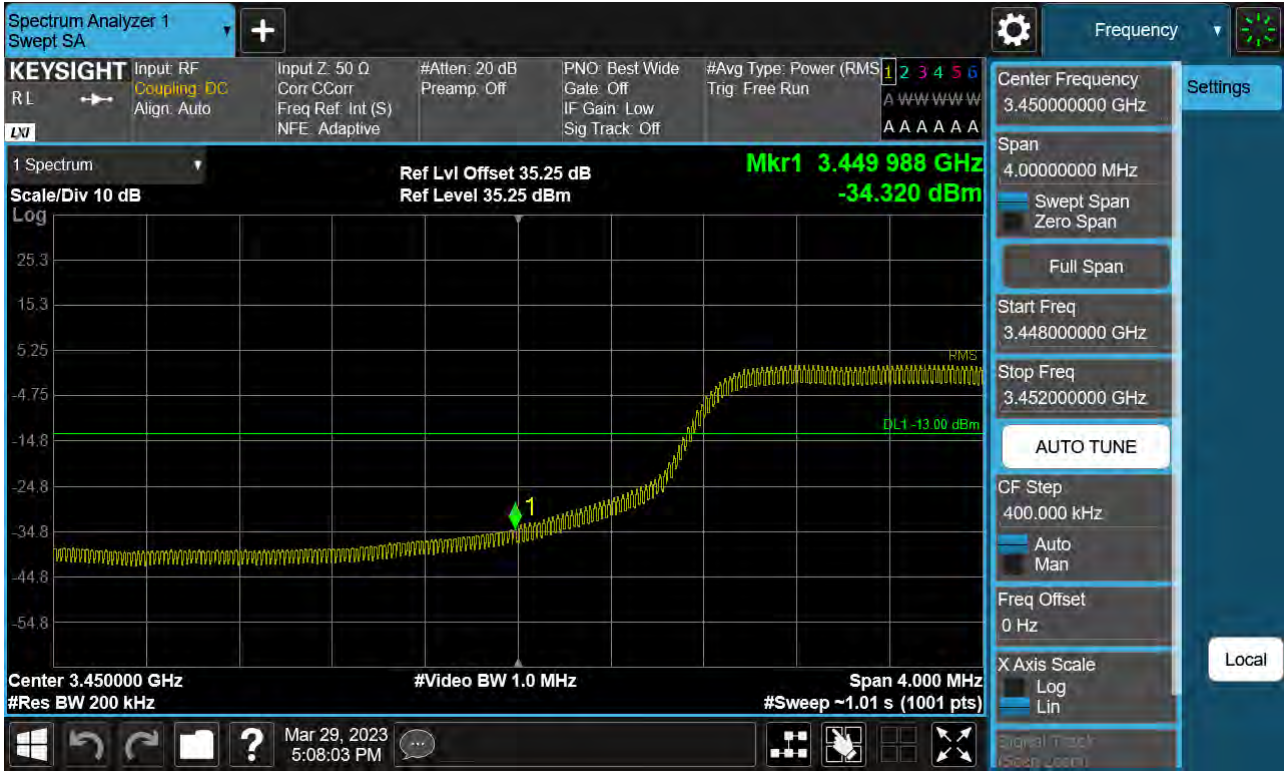 Spectrum Analyzer 1
Swept SA
Frequency
KEYSIGHT
RL
LXI
Input: RF
Coupling: DC
Align: Auto
Input Z: 50 Ω
Corr CCorr
Freq Ref: Int (S)
NFE: Adaptive
#Atten: 20 dB
Preamp: Off
PNO: Best Wide
Gate: Off
IF Gain: Low
Sig Track: Off
#Avg Type: Power (RMS
Trig: Free Run
1 2 3 4 5 6
A W W W W W
A A A A A A
1 Spectrum
Scale/Div 10 dB
Log
Ref Lvl Offset 35.25 dB
Ref Level 35.25 dBm
Mkr1 3.449 988 GHz
-34.320 dBm
25.3
15.3
5.25
-4.75
-14.8
-24.8
-34.8
-44.8
-54.8
RMS
DL1 -13.00 dBm
1
Center 3.450000 GHz
#Res BW 200 kHz
#Video BW 1.0 MHz
Span 4.000 MHz
#Sweep ~1.01 s (1001 pts)
Center Frequency
3.450000000 GHz
Settings
Span
4.00000000 MHz
Swept Span
Zero Span
Full Span
Start Freq
3.448000000 GHz
Stop Freq
3.452000000 GHz
AUTO TUNE
CF Step
400.000 kHz
Auto
Man
Freq Offset
0 Hz
X Axis Scale
Log
Lin
Signal Track
(Span Zoom)
Local
Mar 29, 2023
5:08:03 PM